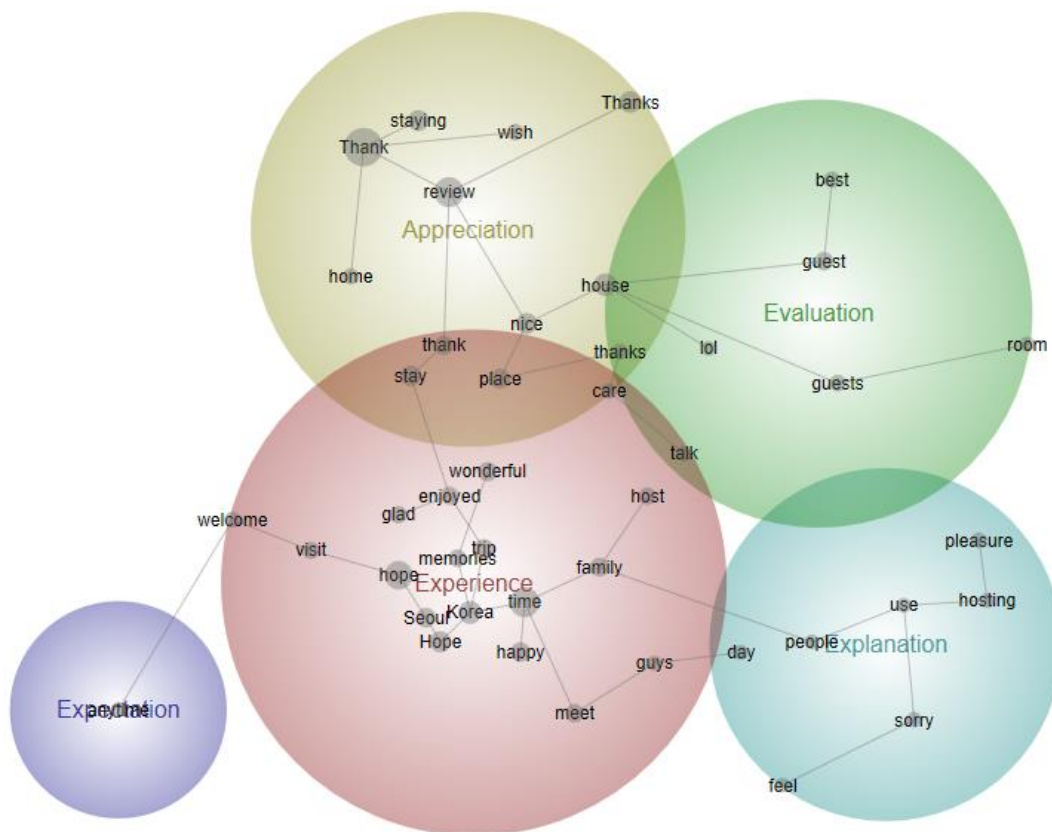 Thanks
staying
wish
Thank
review
best
Appreciation
guest
home
house
Evaluation
nice
thank
thanks
lol
room
stay
place
care
guests
talk
wonderful
enjoyed
host
glad
welcome
visit
trip
memories
pleasure
hope
family
Experience
hosting
time
use
Korea
Seoul
Hope
people
Explanation
happy
day
guys
Expectation
anytime
meet
sorry
feel